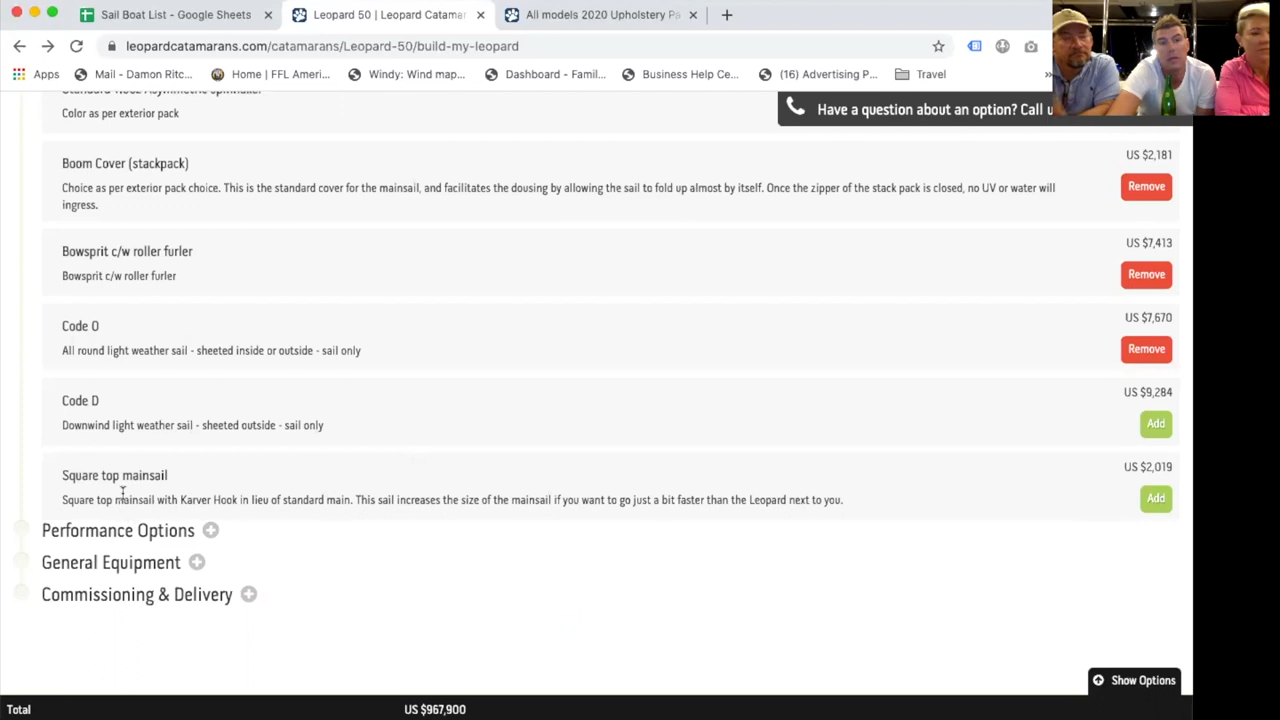 Sail Boat List - Google Sheets
Leopard 50 | Leopard Catamar
All models 2020 Upholstery Pa
leopardcatamarans.com/catamarans/Leopard-50/build-my-leopard
Apps
Mail - Damon Ritc...
Home | FFL Ameri...
Windy: Wind map...
Dashboard - Famil...
Business Help Ce...
(16) Advertising P...
Travel
»
Color as per exterior pack
Have a question about an option? Call u
Boom Cover (stackpack)
US $2,181
Choice as per exterior pack choice. This is the standard cover for the mainsail, and facilitates the dousing by allowing the sail to fold up almost by itself. Once the zipper of the stack pack is closed, no UV or water will
ingress.
Remove
Bowsprit c/w roller furler
US $7,413
Bowsprit c/w roller furler
Remove
Code 0
US $7,670
All round light weather sail - sheeted inside or outside - sail only
Remove
Code D
US $9,284
Downwind light weather sail - sheeted outside - sail only
Add
Square top mainsail
US $2,019
Square top mainsail with Karver Hook in lieu of standard main. This sail increases the size of the mainsail if you want to go just a bit faster than the Leopard next to you.
Add
Performance Options
General Equipment
Commissioning & Delivery
Show Options
Total
US $967,900